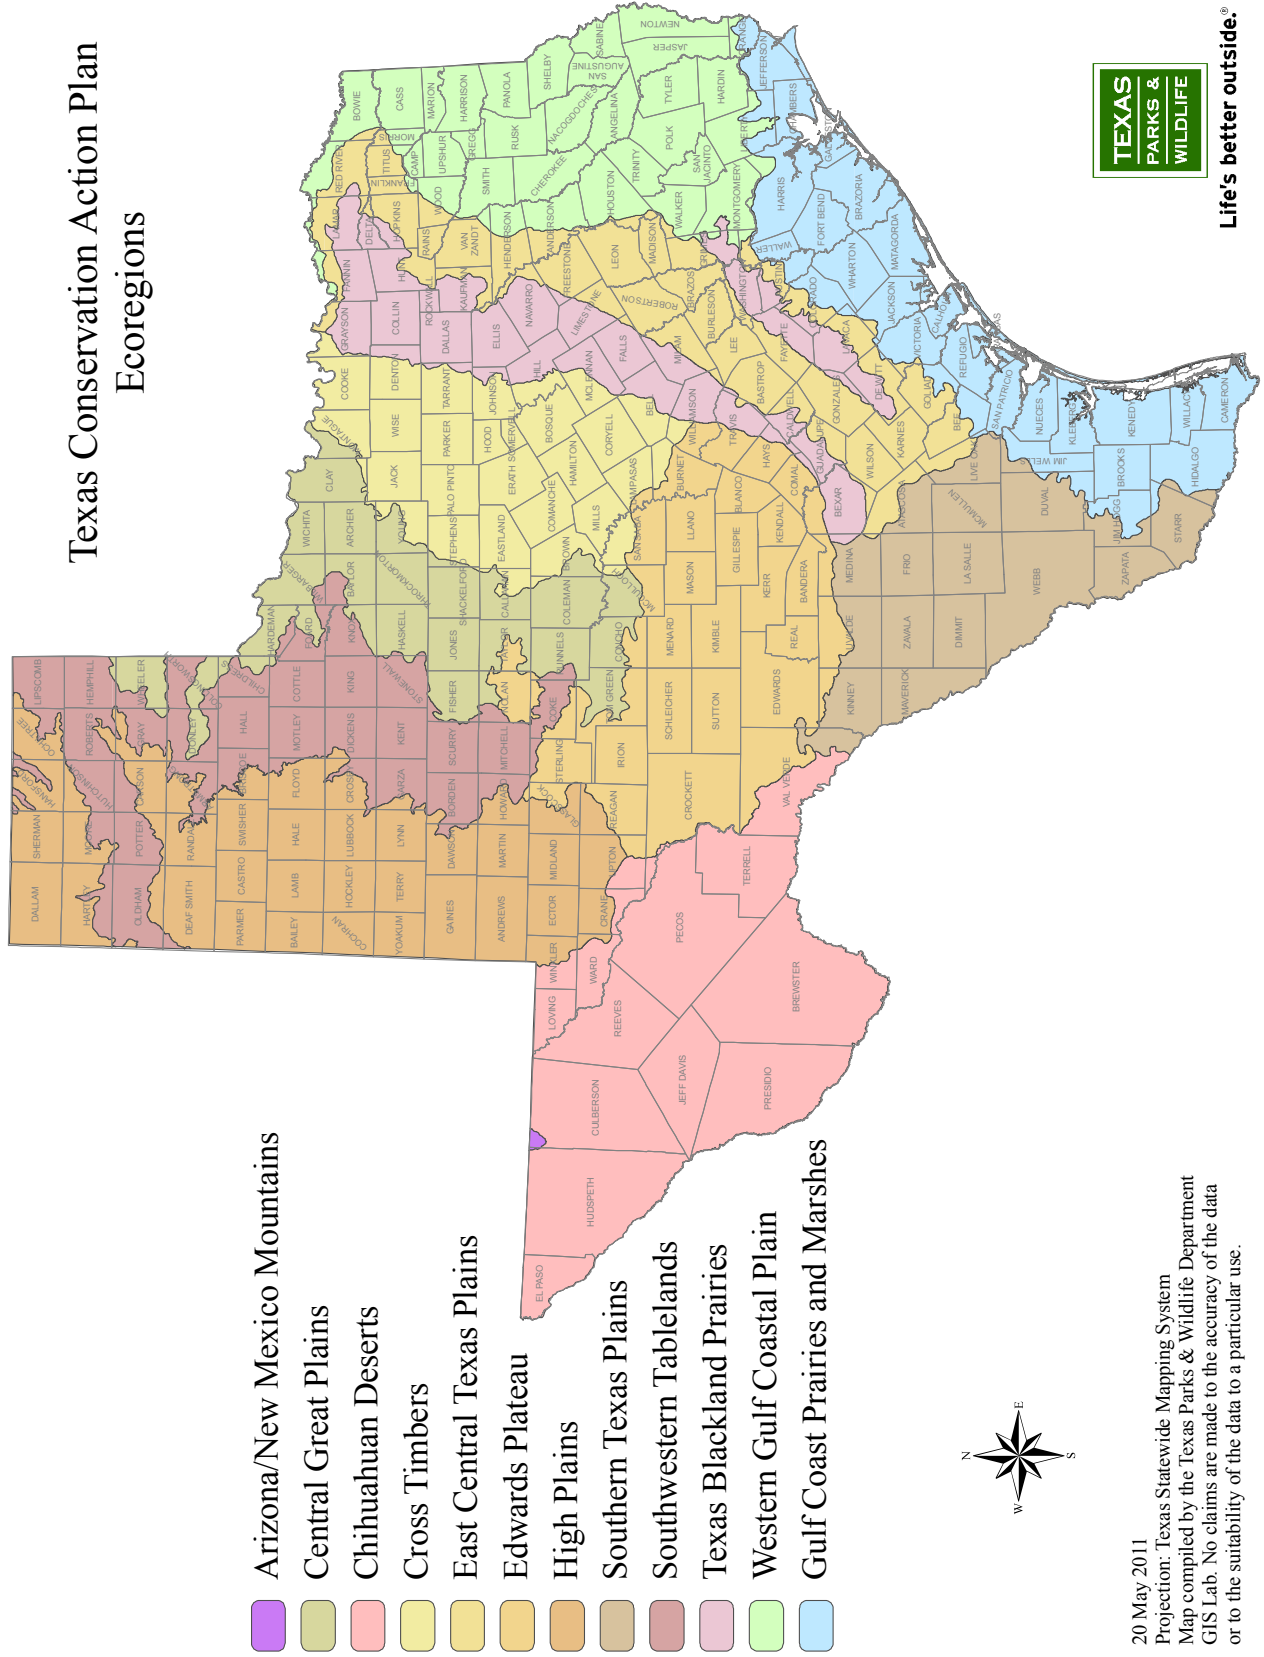 Texas Conservation Action Plan
Ecoregions
TEXAS
PARKS &
WILDLIFE
Life's better outside.®
Arizona/New Mexico Mountains
Central Great Plains
Chihuahuan Deserts
Cross Timbers
East Central Texas Plains
Edwards Plateau
High Plains
Southern Texas Plains
Southwestern Tablelands
Texas Blackland Prairies
Western Gulf Coastal Plain
Gulf Coast Prairies and Marshes
DALLAM
SHERMAN
HANSFORD
OCHILTREE
LIPSCOMB
HARTLEY
MOORE
HUTCHINSON
ROBERTS
HEMPHILL
OLDHAM
POTTER
CARSON
GRAY
WHEELER
DEAF SMITH
RANDALL
ARMSTRONG
DONLEY
COLLINGSWORTH
PARMER
CASTRO
SWISHER
BRISCOE
HALL
CHILDRESS
BAILEY
LAMB
HALE
FLOYD
MOTLEY
COTTLE
HARDEMAN
FOARD
WILBARGER
WICHITA
CLAY
COCHRAN
HOCKLEY
LUBBOCK
CROSBY
DICKENS
KING
KNOX
BAYLOR
ARCHER
MONTAGUE
COOKE
GRAYSON
FANNIN
LAMAR
RED RIVER
BOWIE
YOAKUM
TERRY
LYNN
GARZA
KENT
STONEWALL
HASKELL
THROCKMORTON
YOUNG
JACK
WISE
DENTON
COLLIN
HUNT
DELTA
HOPKINS
FRANKLIN
TITUS
MORRIS
CASS
GAINES
DAWSON
BORDEN
SCURRY
FISHER
JONES
SHACKELFORD
STEPHENS
PALO PINTO
PARKER
TARRANT
DALLAS
ROCKWALL
KAUFMAN
RAINS
VAN
ZANDT
WOOD
CAMP
UPSHUR
MARION
HARRISON
GREGG
ANDREWS
MARTIN
HOWARD
MITCHELL
NOLAN
TAYLOR
CALLAHAN
EASTLAND
ERATH
HOOD
SOMERVELL
JOHNSON
ELLIS
HENDERSON
SMITH
RUSK
PANOLA
EL PASO
HUDSPETH
CULBERSON
LOVING
WINKLER
ECTOR
MIDLAND
GLASSCOCK
STERLING
COKE
RUNNELS
COLEMAN
BROWN
COMANCHE
HAMILTON
BOSQUE
HILL
NAVARRO
FREESTONE
ANDERSON
CHEROKEE
NACOGDOCHES
SHELBY
REEVES
WARD
CRANE
UPTON
REAGAN
IRION
TOM GREEN
CONCHO
MCCULLOCH
SAN SABA
MILLS
LAMPASAS
CORYELL
MCLENNAN
LIMESTONE
FALLS
BELL
LEON
HOUSTON
ANGELINA
SAN
AUGUSTINE
SABINE
JEFF DAVIS
PECOS
CROCKETT
SCHLEICHER
MENARD
MASON
LLANO
BURNET
WILLIAMSON
MILAM
ROBERTSON
MADISON
TRINITY
WALKER
POLK
TYLER
JASPER
NEWTON
PRESIDIO
BREWSTER
TERRELL
VAL VERDE
SUTTON
KIMBLE
GILLESPIE
BLANCO
TRAVIS
LEE
BURLESON
BRAZOS
GRIMES
SAN
JACINTO
MONTGOMERY
HARDIN
LIBERTY
ORANGE
JEFFERSON
CHAMBERS
EDWARDS
REAL
KERR
KENDALL
HAYS
COMAL
BANDERA
CALDWELL
BASTROP
FAYETTE
WASHINGTON
AUSTIN
WALLER
HARRIS
GALVESTON
KINNEY
UVALDE
MEDINA
BEXAR
GUADALUPE
GONZALES
LAVACA
COLORADO
FORT BEND
WHARTON
BRAZORIA
MATAGORDA
MAVERICK
ZAVALA
FRIO
ATASCOSA
WILSON
KARNES
DE WITT
VICTORIA
JACKSON
CALHOUN
DIMMIT
LA SALLE
MCMULLEN
LIVE OAK
BEE
GOLIAD
REFUGIO
ARANSAS
SAN PATRICIO
WEBB
DUVAL
JIM WELLS
NUECES
KLEBERG
ZAPATA
JIM HOGG
BROOKS
KENEDY
STARR
HIDALGO
WILLACY
CAMERON
N
E
S
W
20 May 2011
Projection: Texas Statewide Mapping System
Map compiled by the Texas Parks & Wildlife Department
GIS Lab. No claims are made to the accuracy of the data
or to the suitability of the data to a particular use.